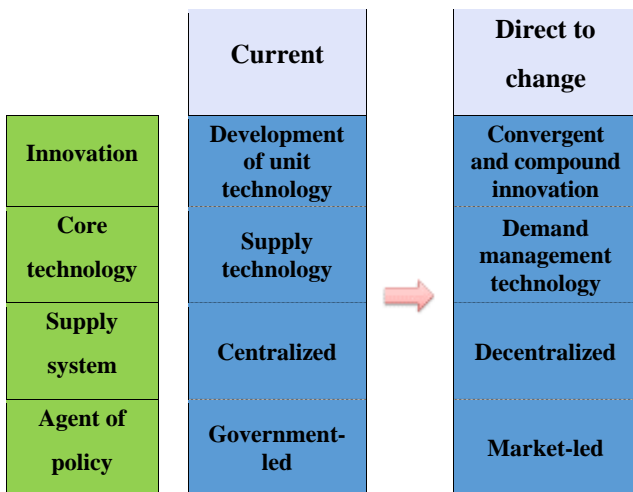 Current
Direct to
change
Innovation
Development
of unit
technology
Convergent
and compound
innovation
Core
technology
Supply
technology
Demand
management
technology
Supply
system
Centralized
Decentralized
Agent of
policy
Government-
led
Market-led